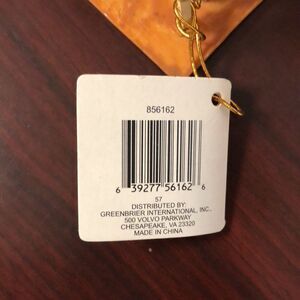 856162
6 39277 56162 6
57
DISTRIBUTED BY:
GREENBRIER INTERNATIONAL, INC.,
500 VOLVO PARKWAY
CHESAPEAKE, VA 23320
MADE IN CHINA